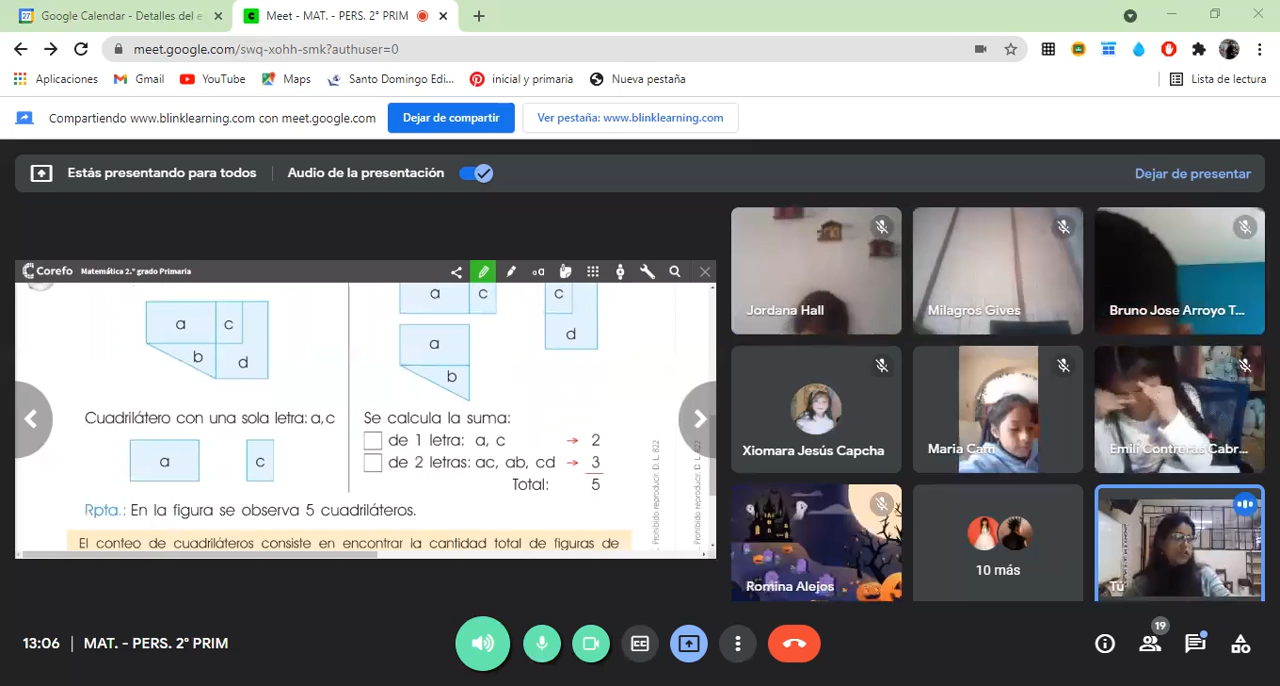 Google Calendar - Detalles del e
Meet - MAT. - PERS. 2° PRIM
meet.google.com/swq-xohh-smk?authuser=0
Aplicaciones
Gmail
YouTube
Maps
Santo Domingo Edi...
inicial y primaria
Nueva pestaña
Lista de lectura
Compartiendo www.blinklearning.com con meet.google.com
Dejar de compartir
Ver pestaña: www.blinklearning.com
Estás presentando para todos
Audio de la presentación
Dejar de presentar
Corefo
Matemática 2.° grado Primaria
a c
b d
Cuadrilátero con una sola letra: a, c
a c
a c
c
d
a
b
Se calcula la suma:
de 1 letra: a, c → 2
de 2 letras: ac, ab, cd → 3
Total: 5
Rpta.: En la figura se observa 5 cuadriláteros.
El conteo de cuadriláteros consiste en encontrar la cantidad total de figuras de
- Prohibido reproducir. D. L. 822
- Prohibido reproducir. D. L. 822
Jordana Hall
Milagros Gives
Bruno Jose Arroyo T...
Xiomara Jesús Capcha
Maria Cam
Emili Contreras Cabr...
Romina Alejos
10 más
Tú
13:06 | MAT. - PERS. 2° PRIM
19